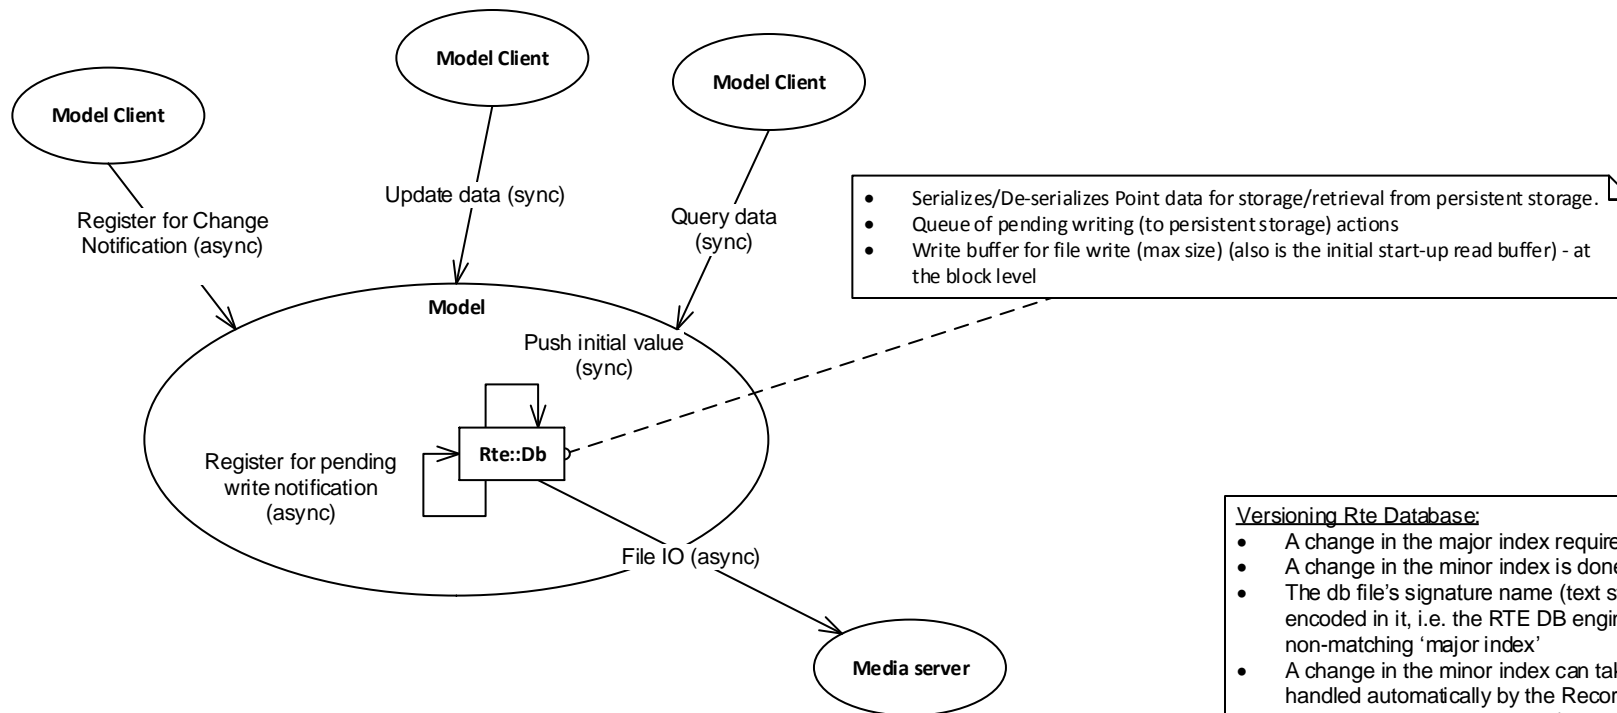 Model Client
Model Client
Model Client
Register for Change
Notification (async)
Update data (sync)
Query data
(sync)
• Serializes/De-serializes Point data for storage/retrieval from persistent storage.
• Queue of pending writing (to persistent storage) actions
• Write buffer for file write (max size) (also is the initial start-up read buffer) - at
the block level
Model
Push initial value
(sync)
Rte::Db
Register for pending
write notification
(async)
File IO (async)
Media server
Versioning Rte Database:
• A change in the major index
• A change in the minor index is done
• The db file's signature name (text
encoded in it, i.e. the RTE DB
non-matching 'major index'
• A change in the minor index can
handled automatically by the